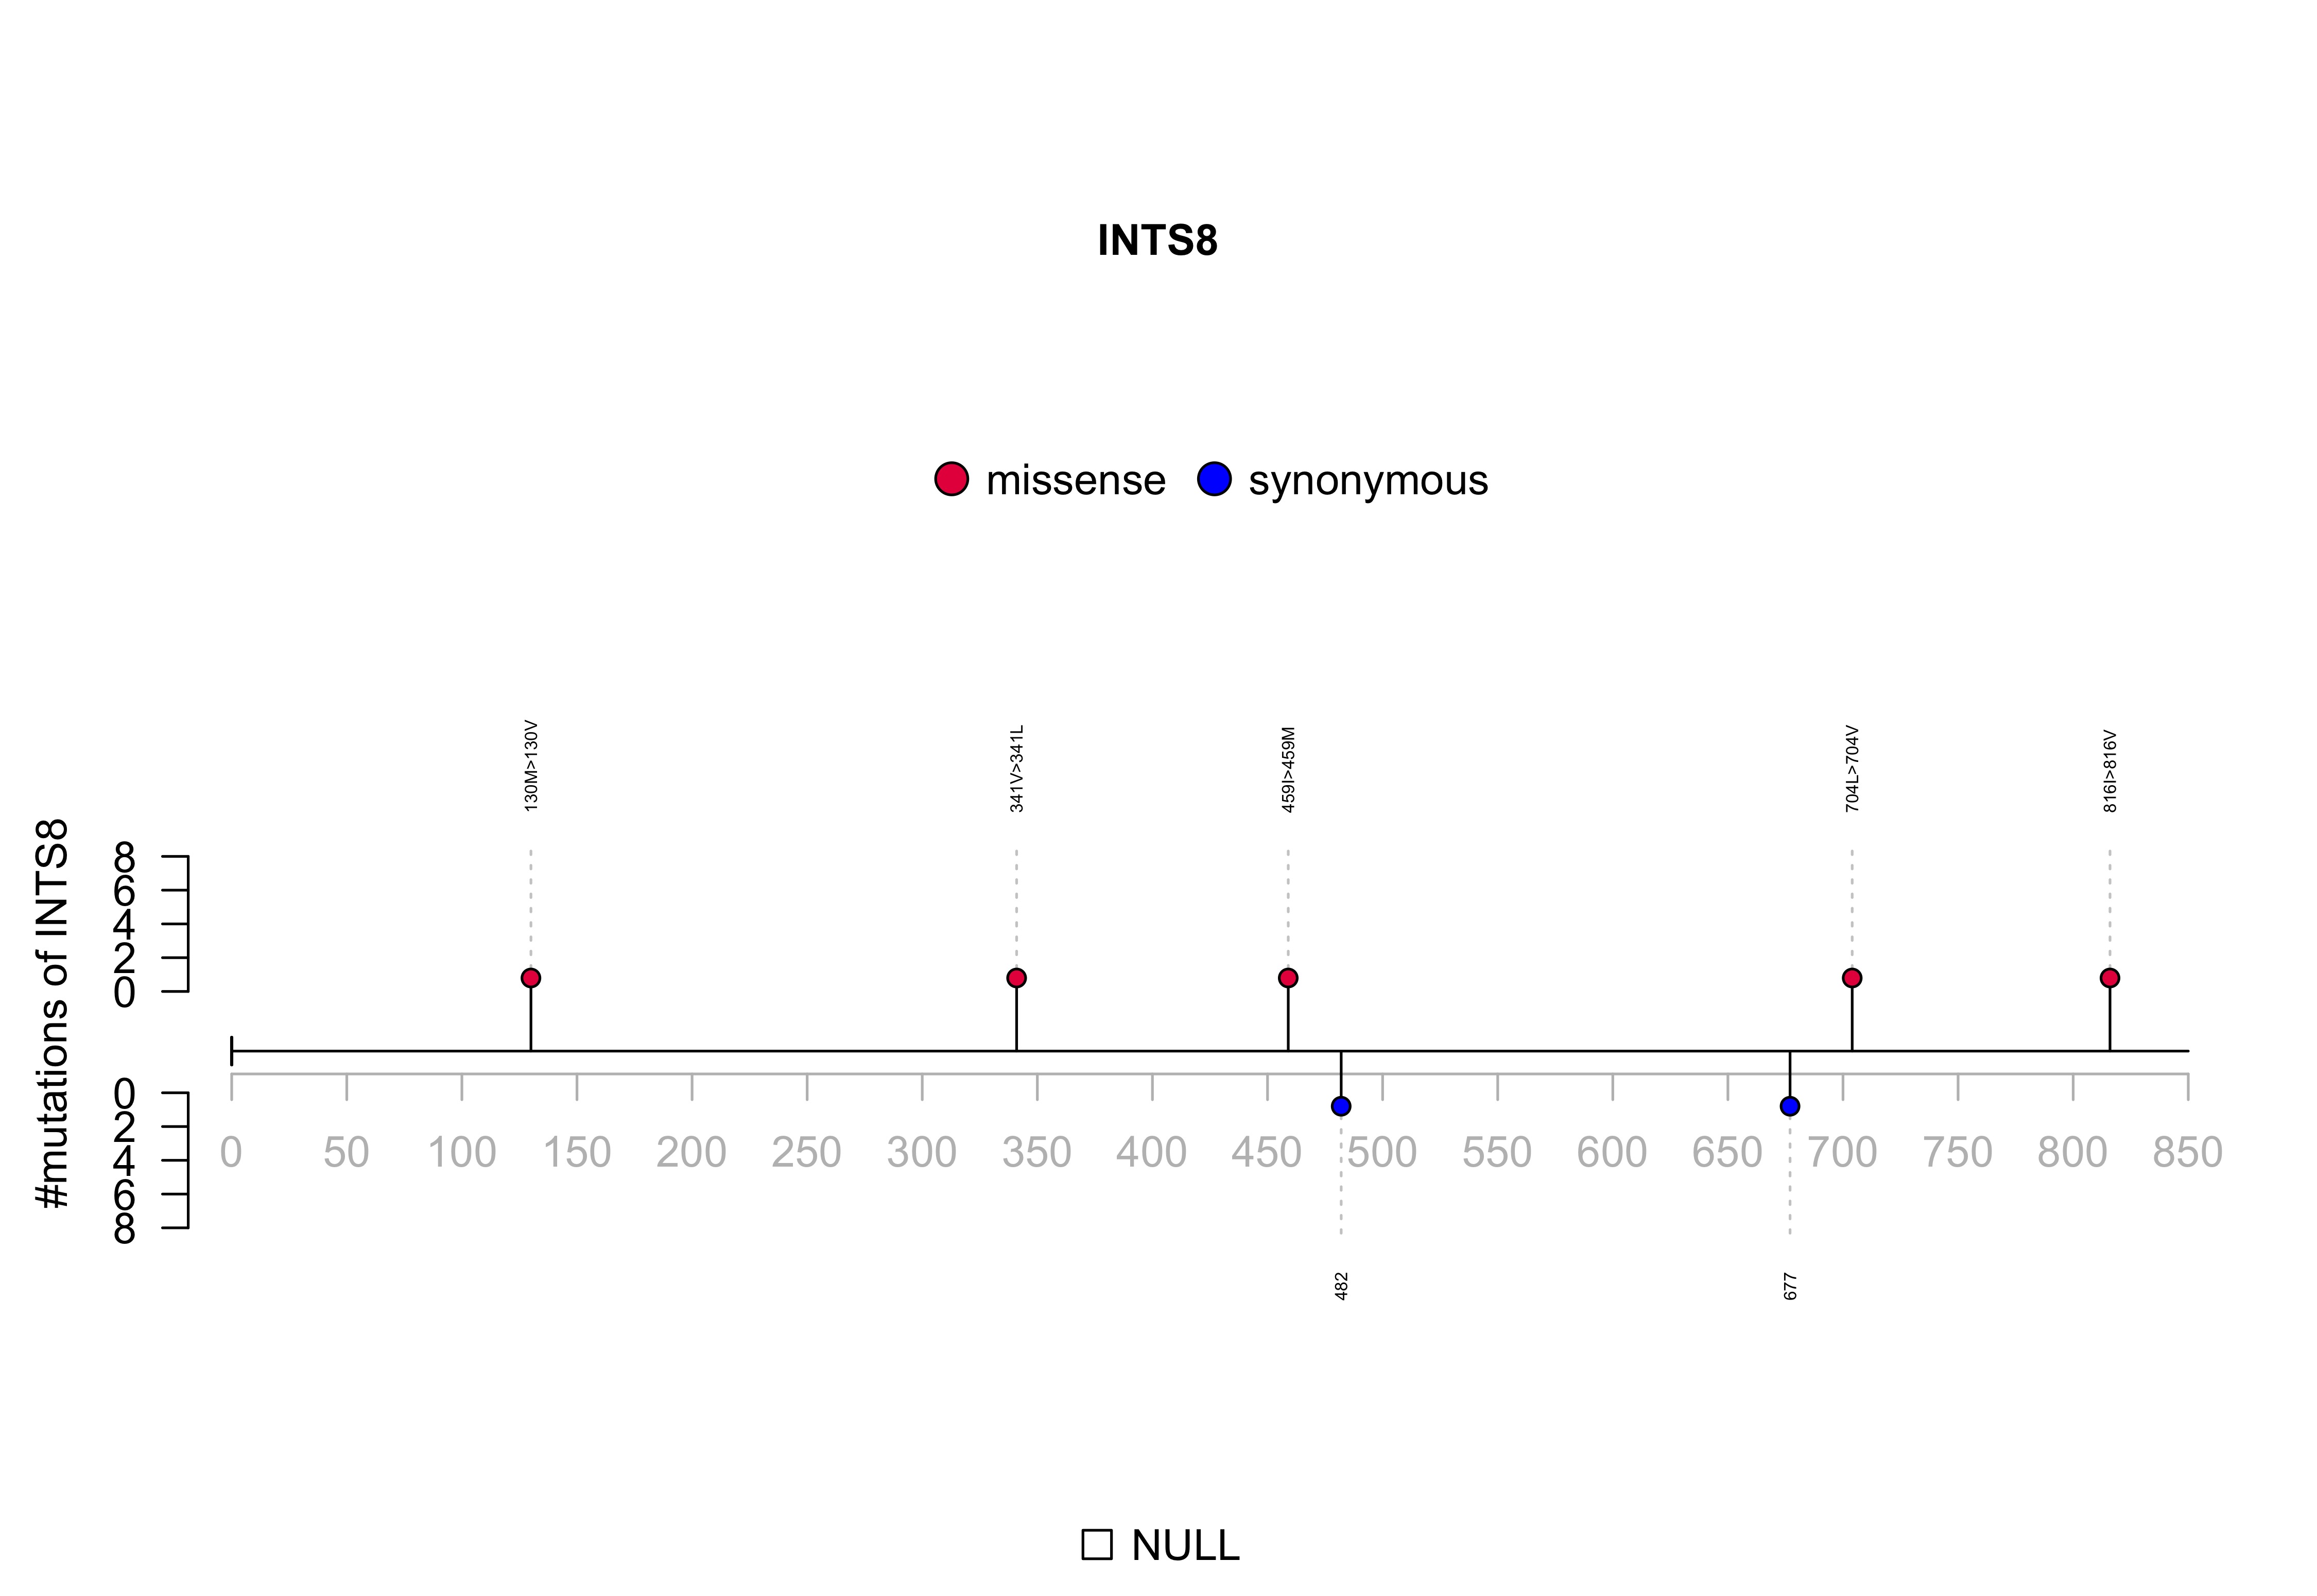 INTS8
missense synonymous
130M>130V
341V>341L
459I>459M
704L>704V
816I>816V
#mutations of INTS8
8
6
4
2
0
0
2
4
6
8
0 50 100 150 200 250 300 350 400 450 500 550 600 650 700 750 800 850
482
677
NULL